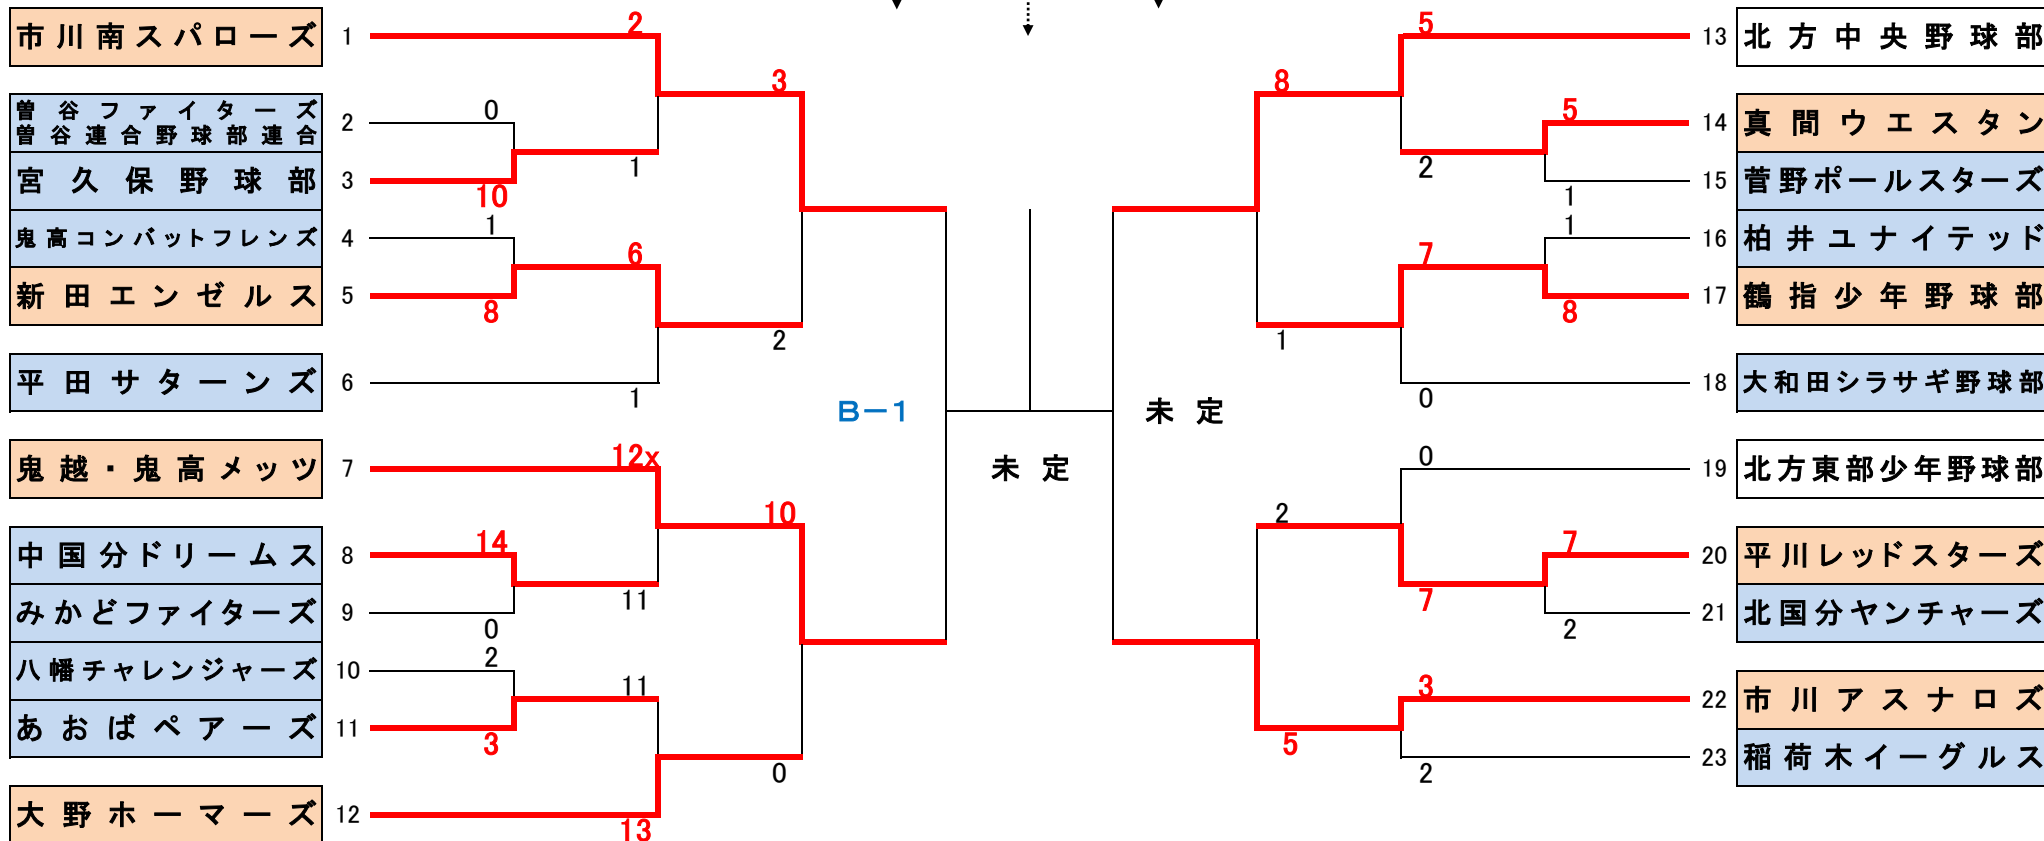 市川南スパローズ 1
2
3
曽谷ファイターズ
曽谷連合野球部連合 2
0
宮久保野球部 3
10
1
鬼高コンバットフレンズ 4
1
6
新田エンゼルス 5
8
2
平田サターンズ 6
1
B－1
鬼越・鬼高メッツ 7
12x
10
中国分ドリームス 8
14
11
みかどファイターズ 9
0
八幡チャレンジャーズ 10
2
11
あおばペアーズ 11
3
0
大野ホーマーズ 12
13
未定
未定
5
13 北方中央野球部
8
5
14 真間ウエスタン
2
15 菅野ポールスターズ
1
1
16 柏井ユナイテッド
7
17 鶴指少年野球部
8
1
18 大和田シラサギ野球部
0
0
19 北方東部少年野球部
2
7
20 平川レッドスターズ
7
21 北国分ヤンチャーズ
2
3
22 市川アスナロズ
5
23 稲荷木イーグルス
2